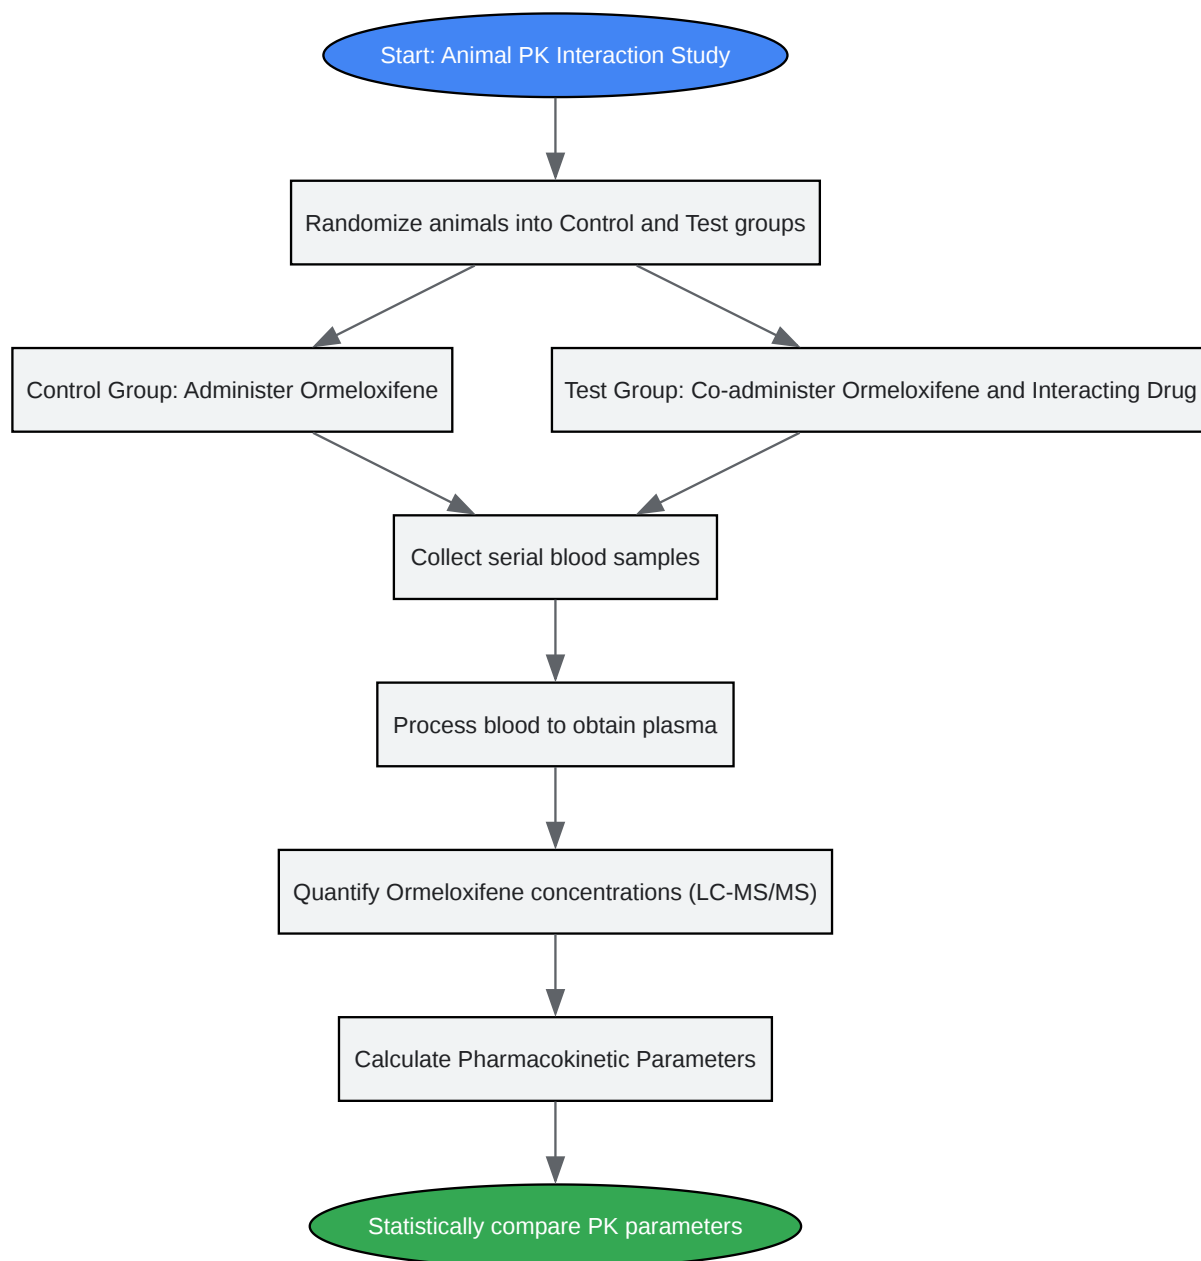 Start: Animal PK Interaction Study
Randomize animals into Control and Test groups
Control Group: Administer Ormeloxifene
Test Group: Co-administer Ormeloxifene and Interacting Drug
Collect serial blood samples
Process blood to obtain plasma
Quantify Ormeloxifene concentrations (LC-MS/MS)
Calculate Pharmacokinetic Parameters
Statistically compare PK parameters